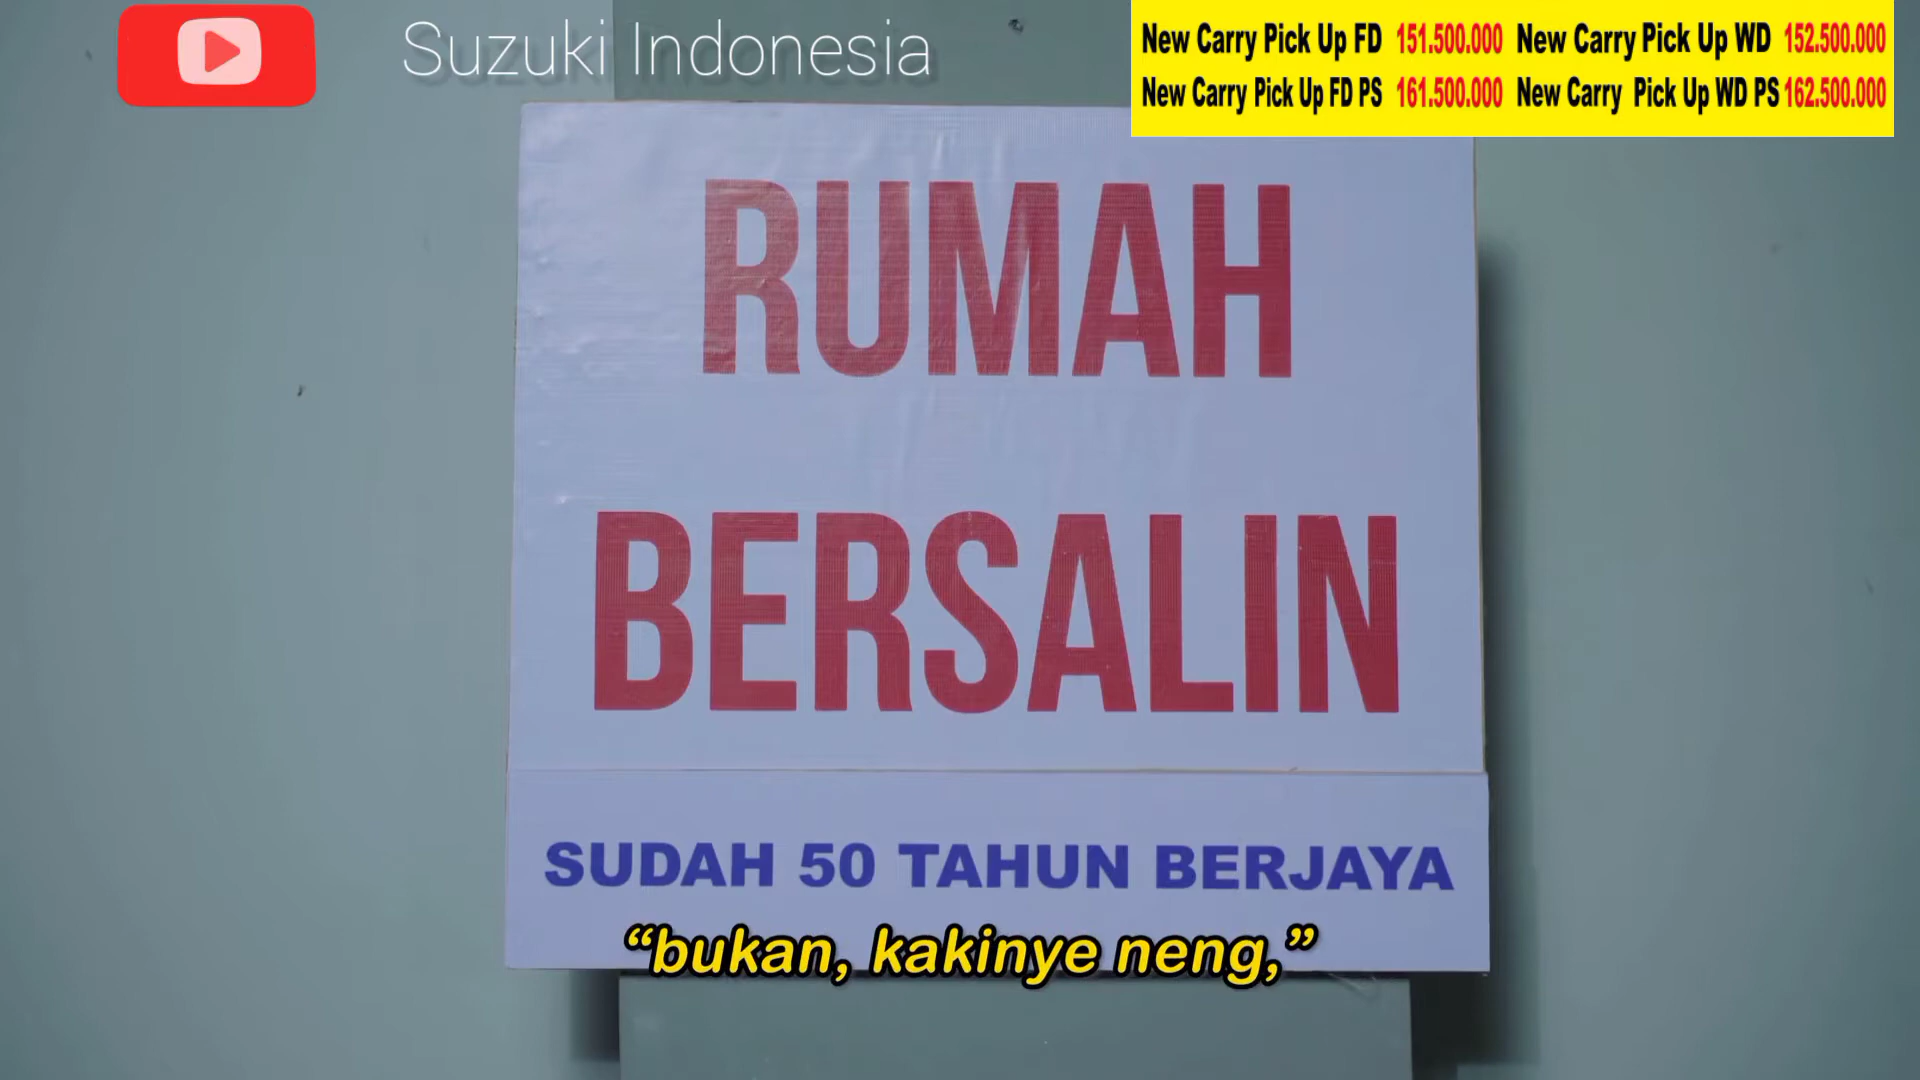 Suzuki Indonesia
New Carry Pick Up FD 151.500.000 New Carry Pick Up WD 152.500.000
New Carry Pick Up FD PS 161.500.000 New Carry Pick Up WD PS 162.500.000
RUMAH
BERSALIN
SUDAH 50 TAHUN BERJAYA
“bukan, kakinye neng,”